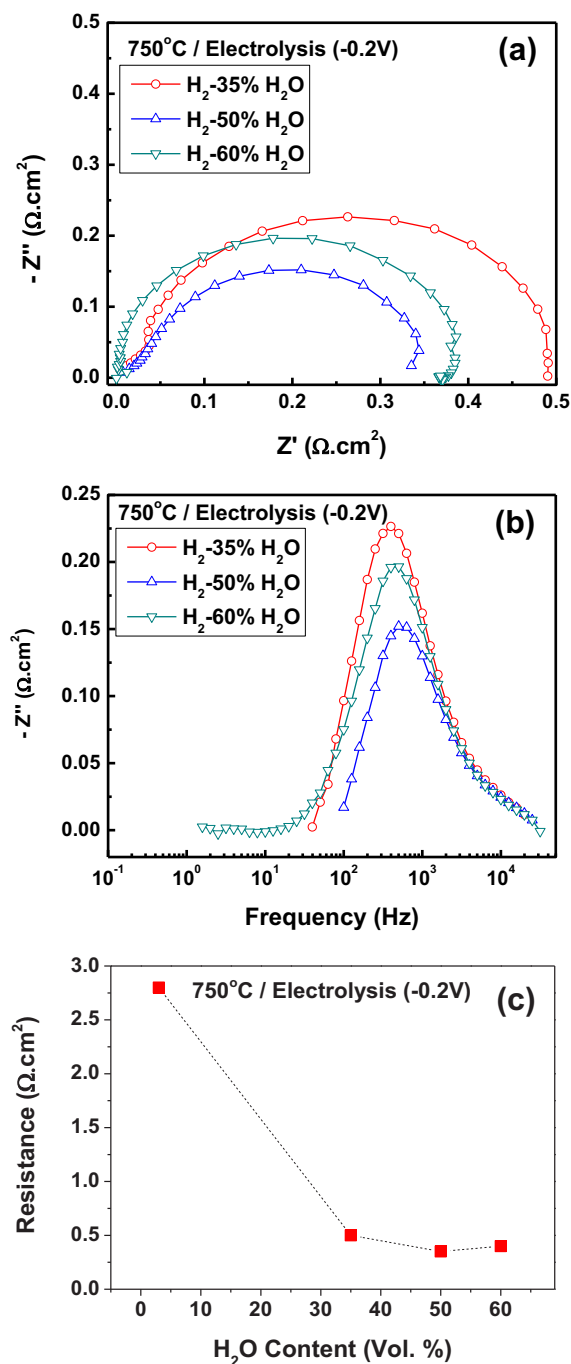 750°C / Electrolysis (-0.2V) (a)
H₂-35% H₂O
H₂-50% H₂O
H₂-60% H₂O
0.5
0.4
0.3
0.2
0.1
0.0
- Z'' (Ω.cm²)
0.0 0.1 0.2 0.3 0.4 0.5
Z' (Ω.cm²)
750°C / Electrolysis (-0.2V) (b)
H₂-35% H₂O
H₂-50% H₂O
H₂-60% H₂O
0.25
0.20
0.15
0.10
0.05
0.00
- Z'' (Ω.cm²)
10⁻¹ 10⁰ 10¹ 10² 10³ 10⁴
Frequency (Hz)
750°C / Electrolysis (-0.2V) (c)
3.0
2.5
2.0
1.5
1.0
0.5
0.0
Resistance (Ω.cm²)
0 10 20 30 40 50 60
H₂O Content (Vol. %)